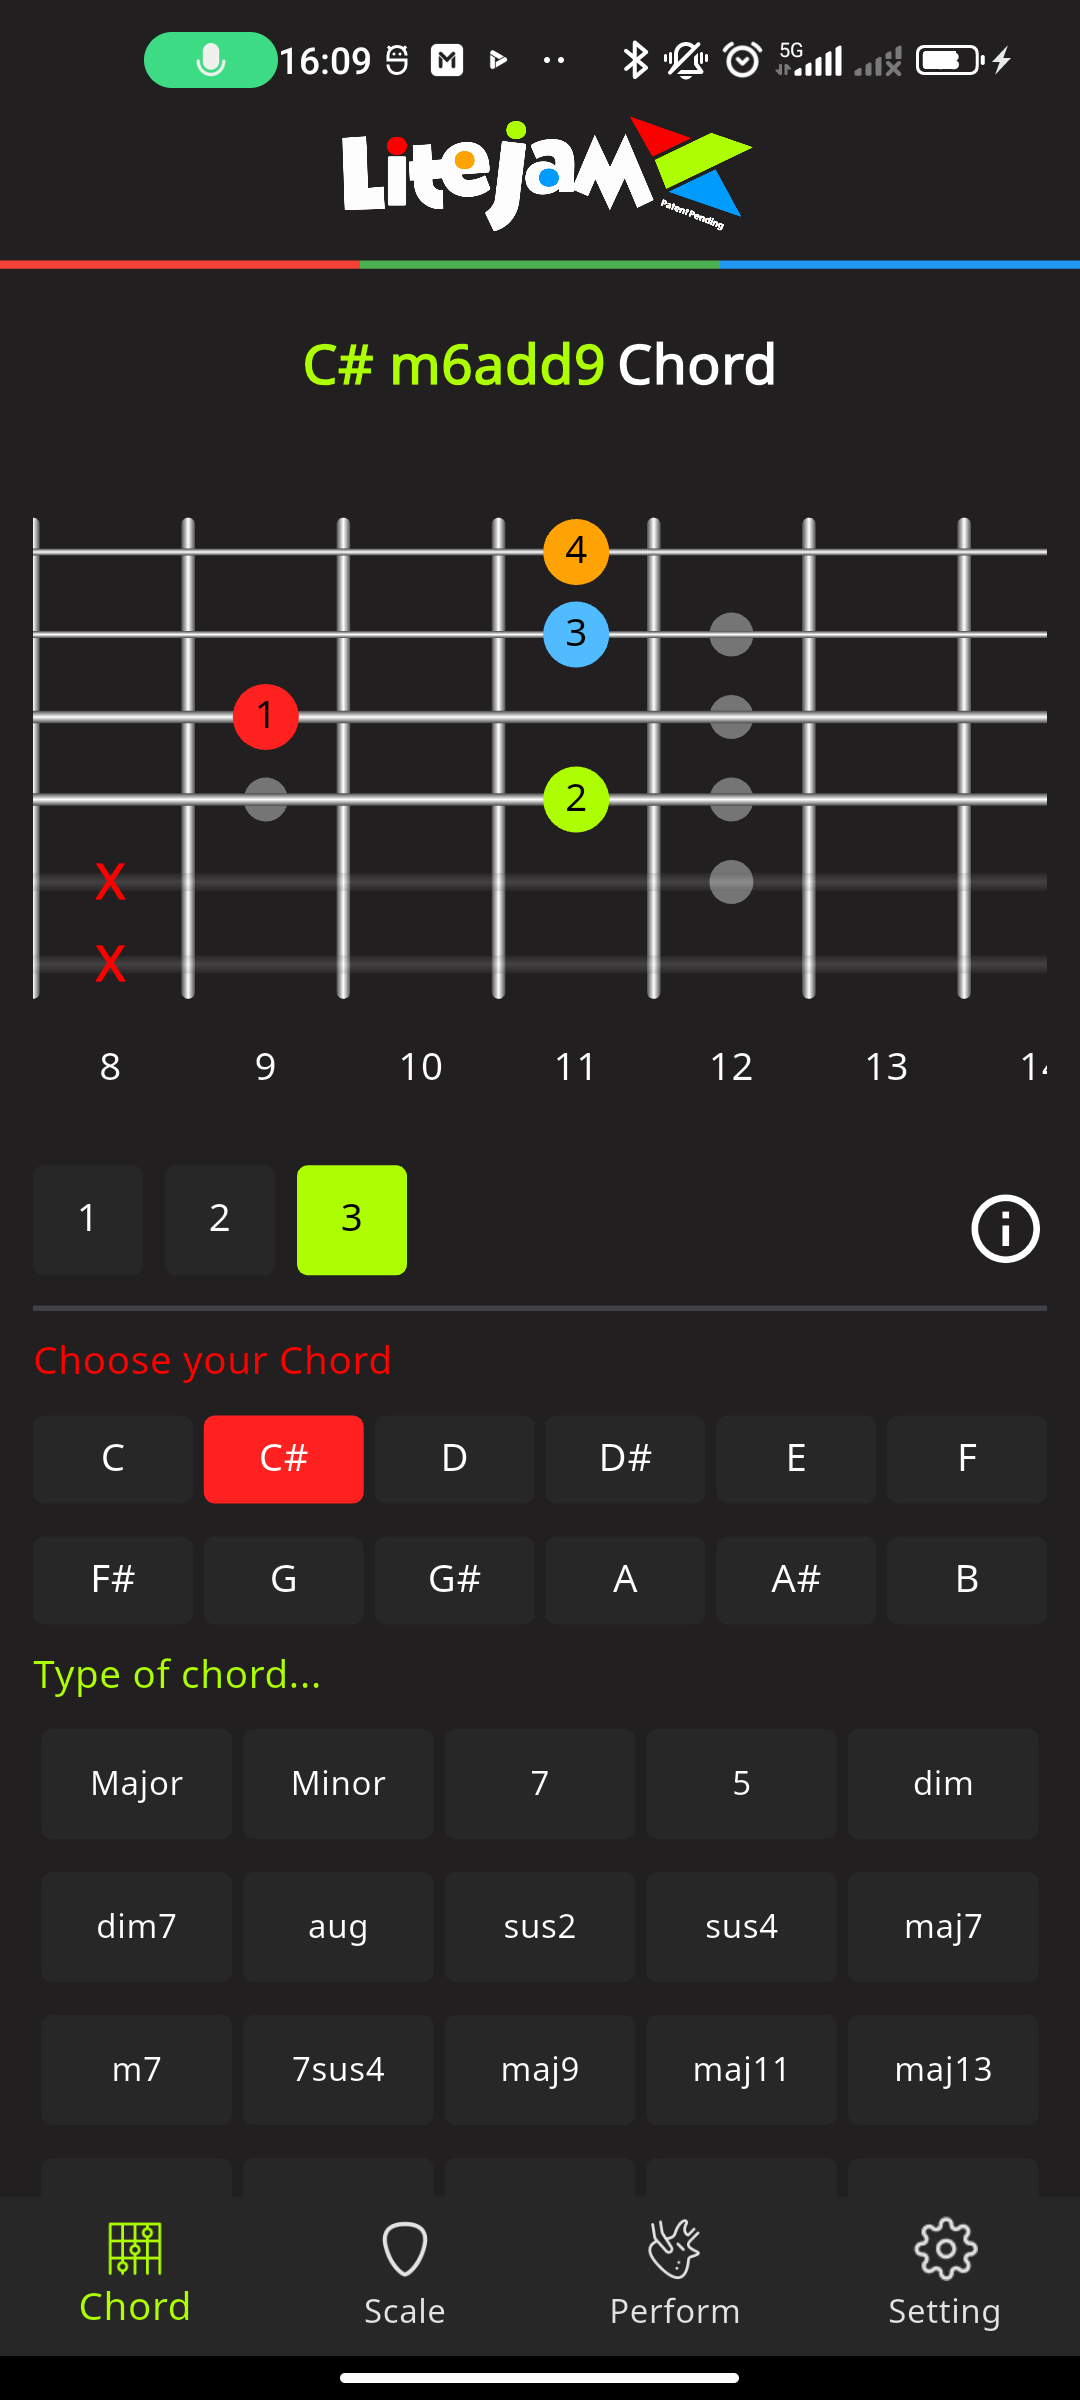 16:09
5G
Litejam
Patent Pending
C# m6add9 Chord
4
3
1
2
X
X
8 9 10 11 12 13
1 2 3
Choose your Chord
C C# D D# E F
F# G G# A A# B
Type of chord...
Major Minor 7 5 dim
dim7 aug sus2 sus4 maj7
m7 7sus4 maj9 maj11 maj13
Chord Scale Perform Setting